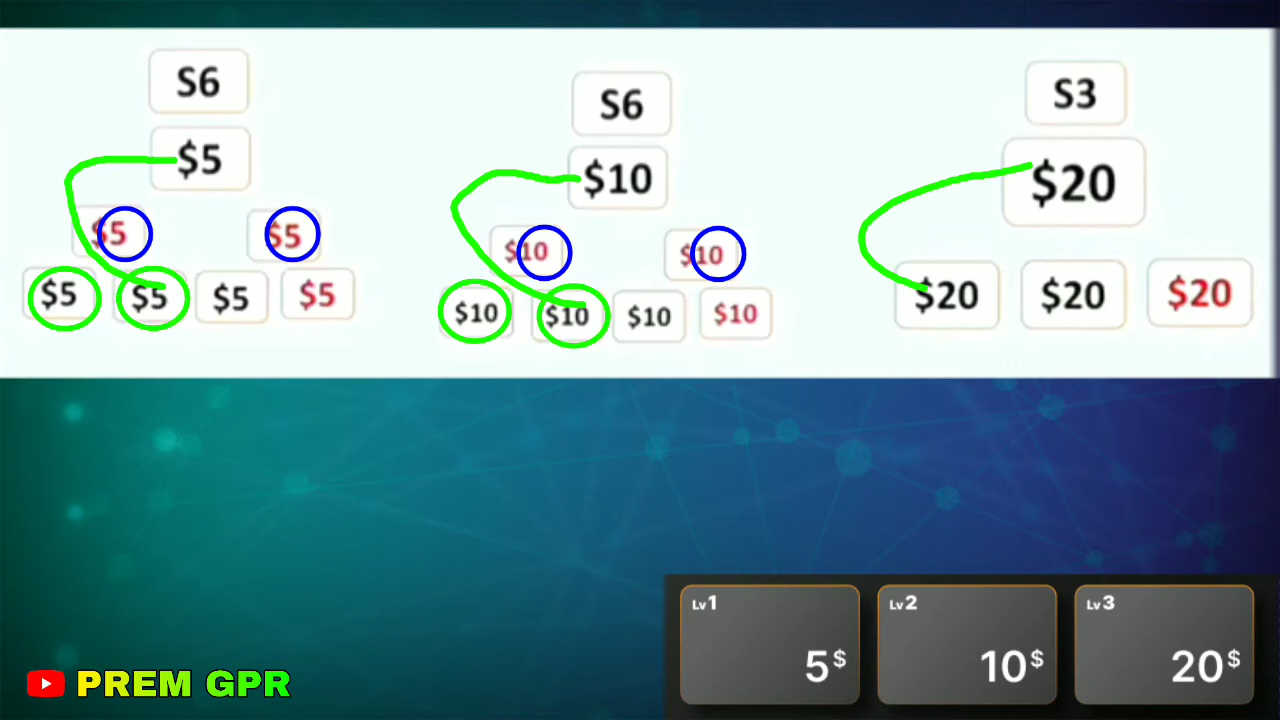 S6
$5
$5 $5
$5 $5 $5 $5
S6
$10
$10 $10
$10 $10 $10 $10
S3
$20
$20 $20 $20
Lv1
5$
Lv2
10$
Lv3
20$
PREM GPR